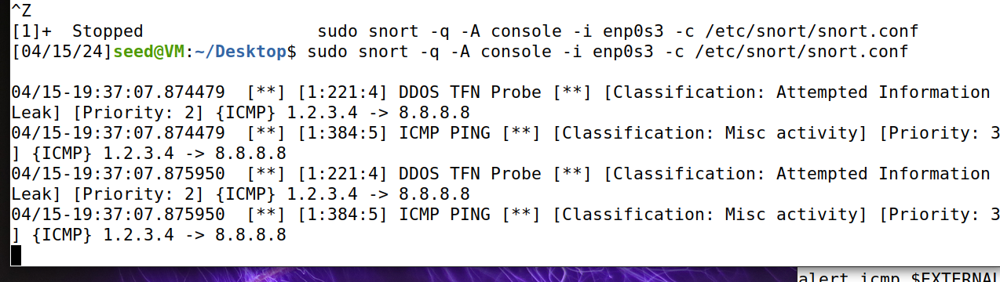 ^Z
[1]+  Stopped                 sudo snort -q -A console -i enp0s3 -c /etc/snort/snort.conf
[04/15/24]seed@VM:~/Desktop$ sudo snort -q -A console -i enp0s3 -c /etc/snort/snort.conf
04/15-19:37:07.874479  [**] [1:221:4] DDOS TFN Probe [**] [Classification: Attempted Information
Leak] [Priority: 2] {ICMP} 1.2.3.4 -> 8.8.8.8
04/15-19:37:07.874479  [**] [1:384:5] ICMP PING [**] [Classification: Misc activity] [Priority: 3
] {ICMP} 1.2.3.4 -> 8.8.8.8
04/15-19:37:07.875950  [**] [1:221:4] DDOS TFN Probe [**] [Classification: Attempted Information
Leak] [Priority: 2] {ICMP} 1.2.3.4 -> 8.8.8.8
04/15-19:37:07.875950  [**] [1:384:5] ICMP PING [**] [Classification: Misc activity] [Priority: 3
] {ICMP} 1.2.3.4 -> 8.8.8.8
alert icmp $EXTERNAL